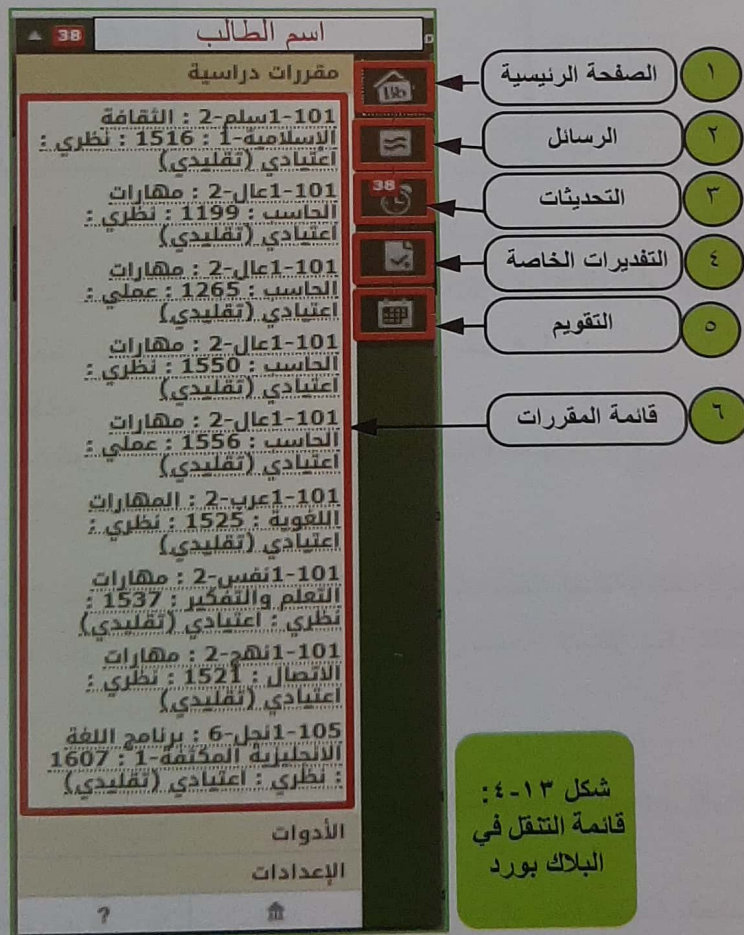 اسم الطالب
38
مقررات دراسية
101-1سلم-2 : الثقافة
الإسلامية-1 : 1516 : نظري :
اعتيادي (تقليدي)
101-1عال-2 : مهارات
الحاسب : 1199 : نظري :
اعتيادي (تقليدي)
101-1عال-2 : مهارات
الحاسب : 1265 : عملي :
اعتيادي (تقليدي)
101-1عال-2 : مهارات
الحاسب : 1550 : نظري :
اعتيادي (تقليدي)
101-1عال-2 : مهارات
الحاسب : 1556 : عملي :
اعتيادي (تقليدي)
101-1عرب-2 : المهارات
اللغوية : 1525 : نظري :
اعتيادي (تقليدي)
101-1نفس-2 : مهارات
التعلم والتفكير : 1537 :
نظري : اعتيادي (تقليدي)
101-1نهج-2 : مهارات
الاتصال : 1521 : نظري :
اعتيادي (تقليدي)
105-1نجل-6 : برنامج اللغة
الانجليزية المكثفة-1 : 1607
: نظري : اعتيادي (تقليدي)
الأدوات
الإعدادات
?
Bb
38
١ الصفحة الرئيسية
٢ الرسائل
٣ التحديثات
٤ التفديرات الخاصة
٥ التقويم
٦ قائمة المقررات
شكل ١٣-٤:
قائمة التنقل في
البلاك بورد